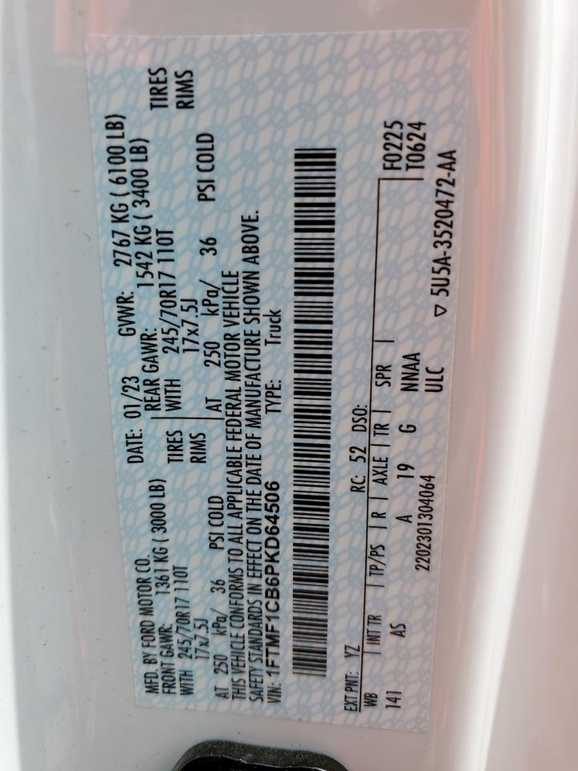 MFD. BY FORD MOTOR CO.
DATE: 01/23 GVWR: 2767 KG ( 6100 LB)
FRONT GAWR: 1361 KG ( 3000 LB) REAR GAWR: 1542 KG ( 3400 LB)
WITH 245/70R17 110T TIRES WITH 245/70R17 110T TIRES
17x7.5J RIMS 17x7.5J RIMS
AT 250 kPa/ 36 PSI COLD AT 250 kPa/ 36 PSI COLD
THIS VEHICLE CONFORMS TO ALL APPLICABLE FEDERAL MOTOR VEHICLE
SAFETY STANDARDS IN EFFECT ON THE DATE OF MANUFACTURE SHOWN ABOVE.
VIN: 1FTMF1CB6PKD64506 TYPE: Truck
F0225
T0624
EXT PNT: YZ RC: 52 DSO:
WB | INT TR | TP/PS | R | AXLE | TR | SPR |
141 AS A 19 G NNAA
2202301304064 ULC
▽ 5U5A-3520472-AA